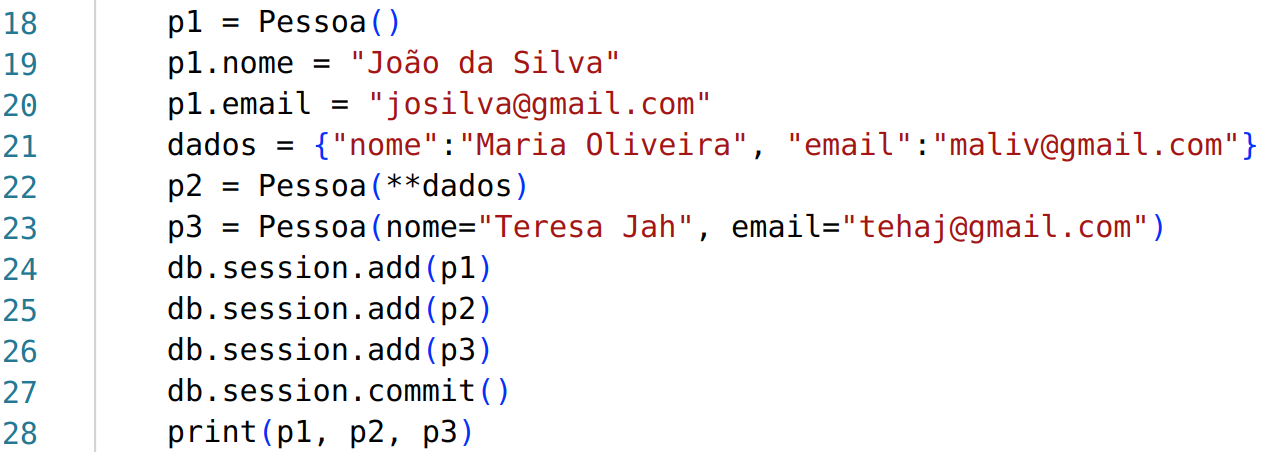 18 p1 = Pessoa()
19 p1.nome = "João da Silva"
20 p1.email = "josilva@gmail.com"
21 dados = {"nome":"Maria Oliveira", "email":"maliv@gmail.com"}
22 p2 = Pessoa(**dados)
23 p3 = Pessoa(nome="Teresa Jah", email="tehaj@gmail.com")
24 db.session.add(p1)
25 db.session.add(p2)
26 db.session.add(p3)
27 db.session.commit()
28 print(p1, p2, p3)